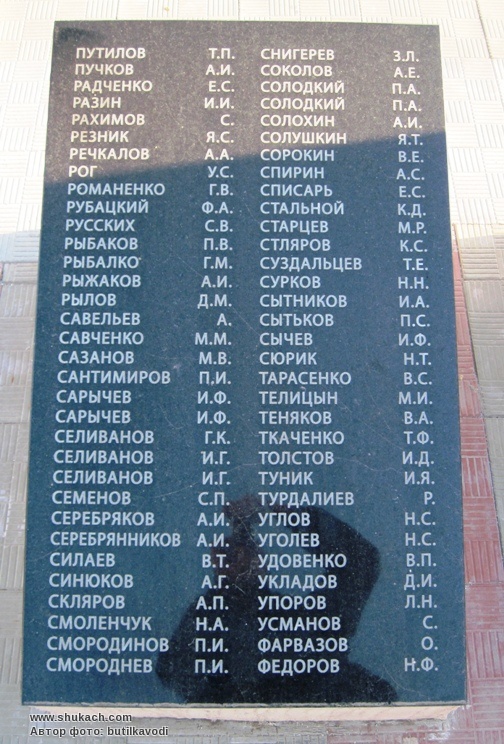 ПУТИЛОВ Т.П.
ПУЧКОВ А.И.
РАДЧЕНКО Е.С.
РАЗИН И.И.
РАХИМОВ С.
РЕЗНИК Я.С.
РЕЧКАЛОВ А.А.
РОГ У.С.
РОМАНЕНКО Г.В.
РУБАЦКИЙ Ф.А.
РУССКИХ С.В.
РЫБАКОВ П.В.
РЫБАЛКО Г.М.
РЫЖАКОВ А.И.
РЫЛОВ Д.М.
САВЕЛЬЕВ А.
САВЧЕНКО М.М.
САЗАНОВ М.В.
САНТИМИРОВ П.И.
САРЫЧЕВ И.Ф.
САРЫЧЕВ И.Ф.
СЕЛИВАНОВ Г.К.
СЕЛИВАНОВ И.Г.
СЕЛИВАНОВ И.Г.
СЕМЕНОВ С.П.
СЕРЕБРЯКОВ А.И.
СЕРЕБРЯННИКОВ А.И.
СИЛАЕВ В.Т.
СИНЮКОВ А.Г.
СКЛЯРОВ А.П.
СМОЛЕНЧУК Н.А.
СМОРОДИНОВ П.И.
СМОРОДНЕВ П.И.
СНИГЕРЕВ З.Л.
СОКОЛОВ А.Е.
СОЛОДКИЙ П.А.
СОЛОДКИЙ П.А.
СОЛОХИН А.И.
СОЛУШКИН Я.Т.
СОРОКИН В.Е.
СПИРИН А.С.
СПИСАРЬ Е.С.
СТАЛЬНОЙ К.Д.
СТАРЦЕВ М.Р.
СТЛЯРОВ К.С.
СУЗДАЛЬЦЕВ Т.Е.
СУРКОВ Н.Н.
СЫТНИКОВ И.А.
СЫТЬКОВ П.С.
СЫЧЕВ И.Ф.
СЮРИК Н.Т.
ТАРАСЕНКО В.С.
ТЕЛИЦЫН М.И.
ТЕНЯКОВ В.А.
ТКАЧЕНКО Т.Ф.
ТОЛСТОВ И.Д.
ТУНИК И.Я.
ТУРДАЛИЕВ Р.
УГЛОВ Н.С.
УГОЛЕВ Н.С.
УДОВЕНКО В.П.
УКЛАДОВ Д.И.
УПОРОВ Л.Н.
УСМАНОВ С.
ФАРВАЗОВ О.
ФЕДОРОВ Н.Ф.
www.shukach.com
Автор фото: butilkavodi